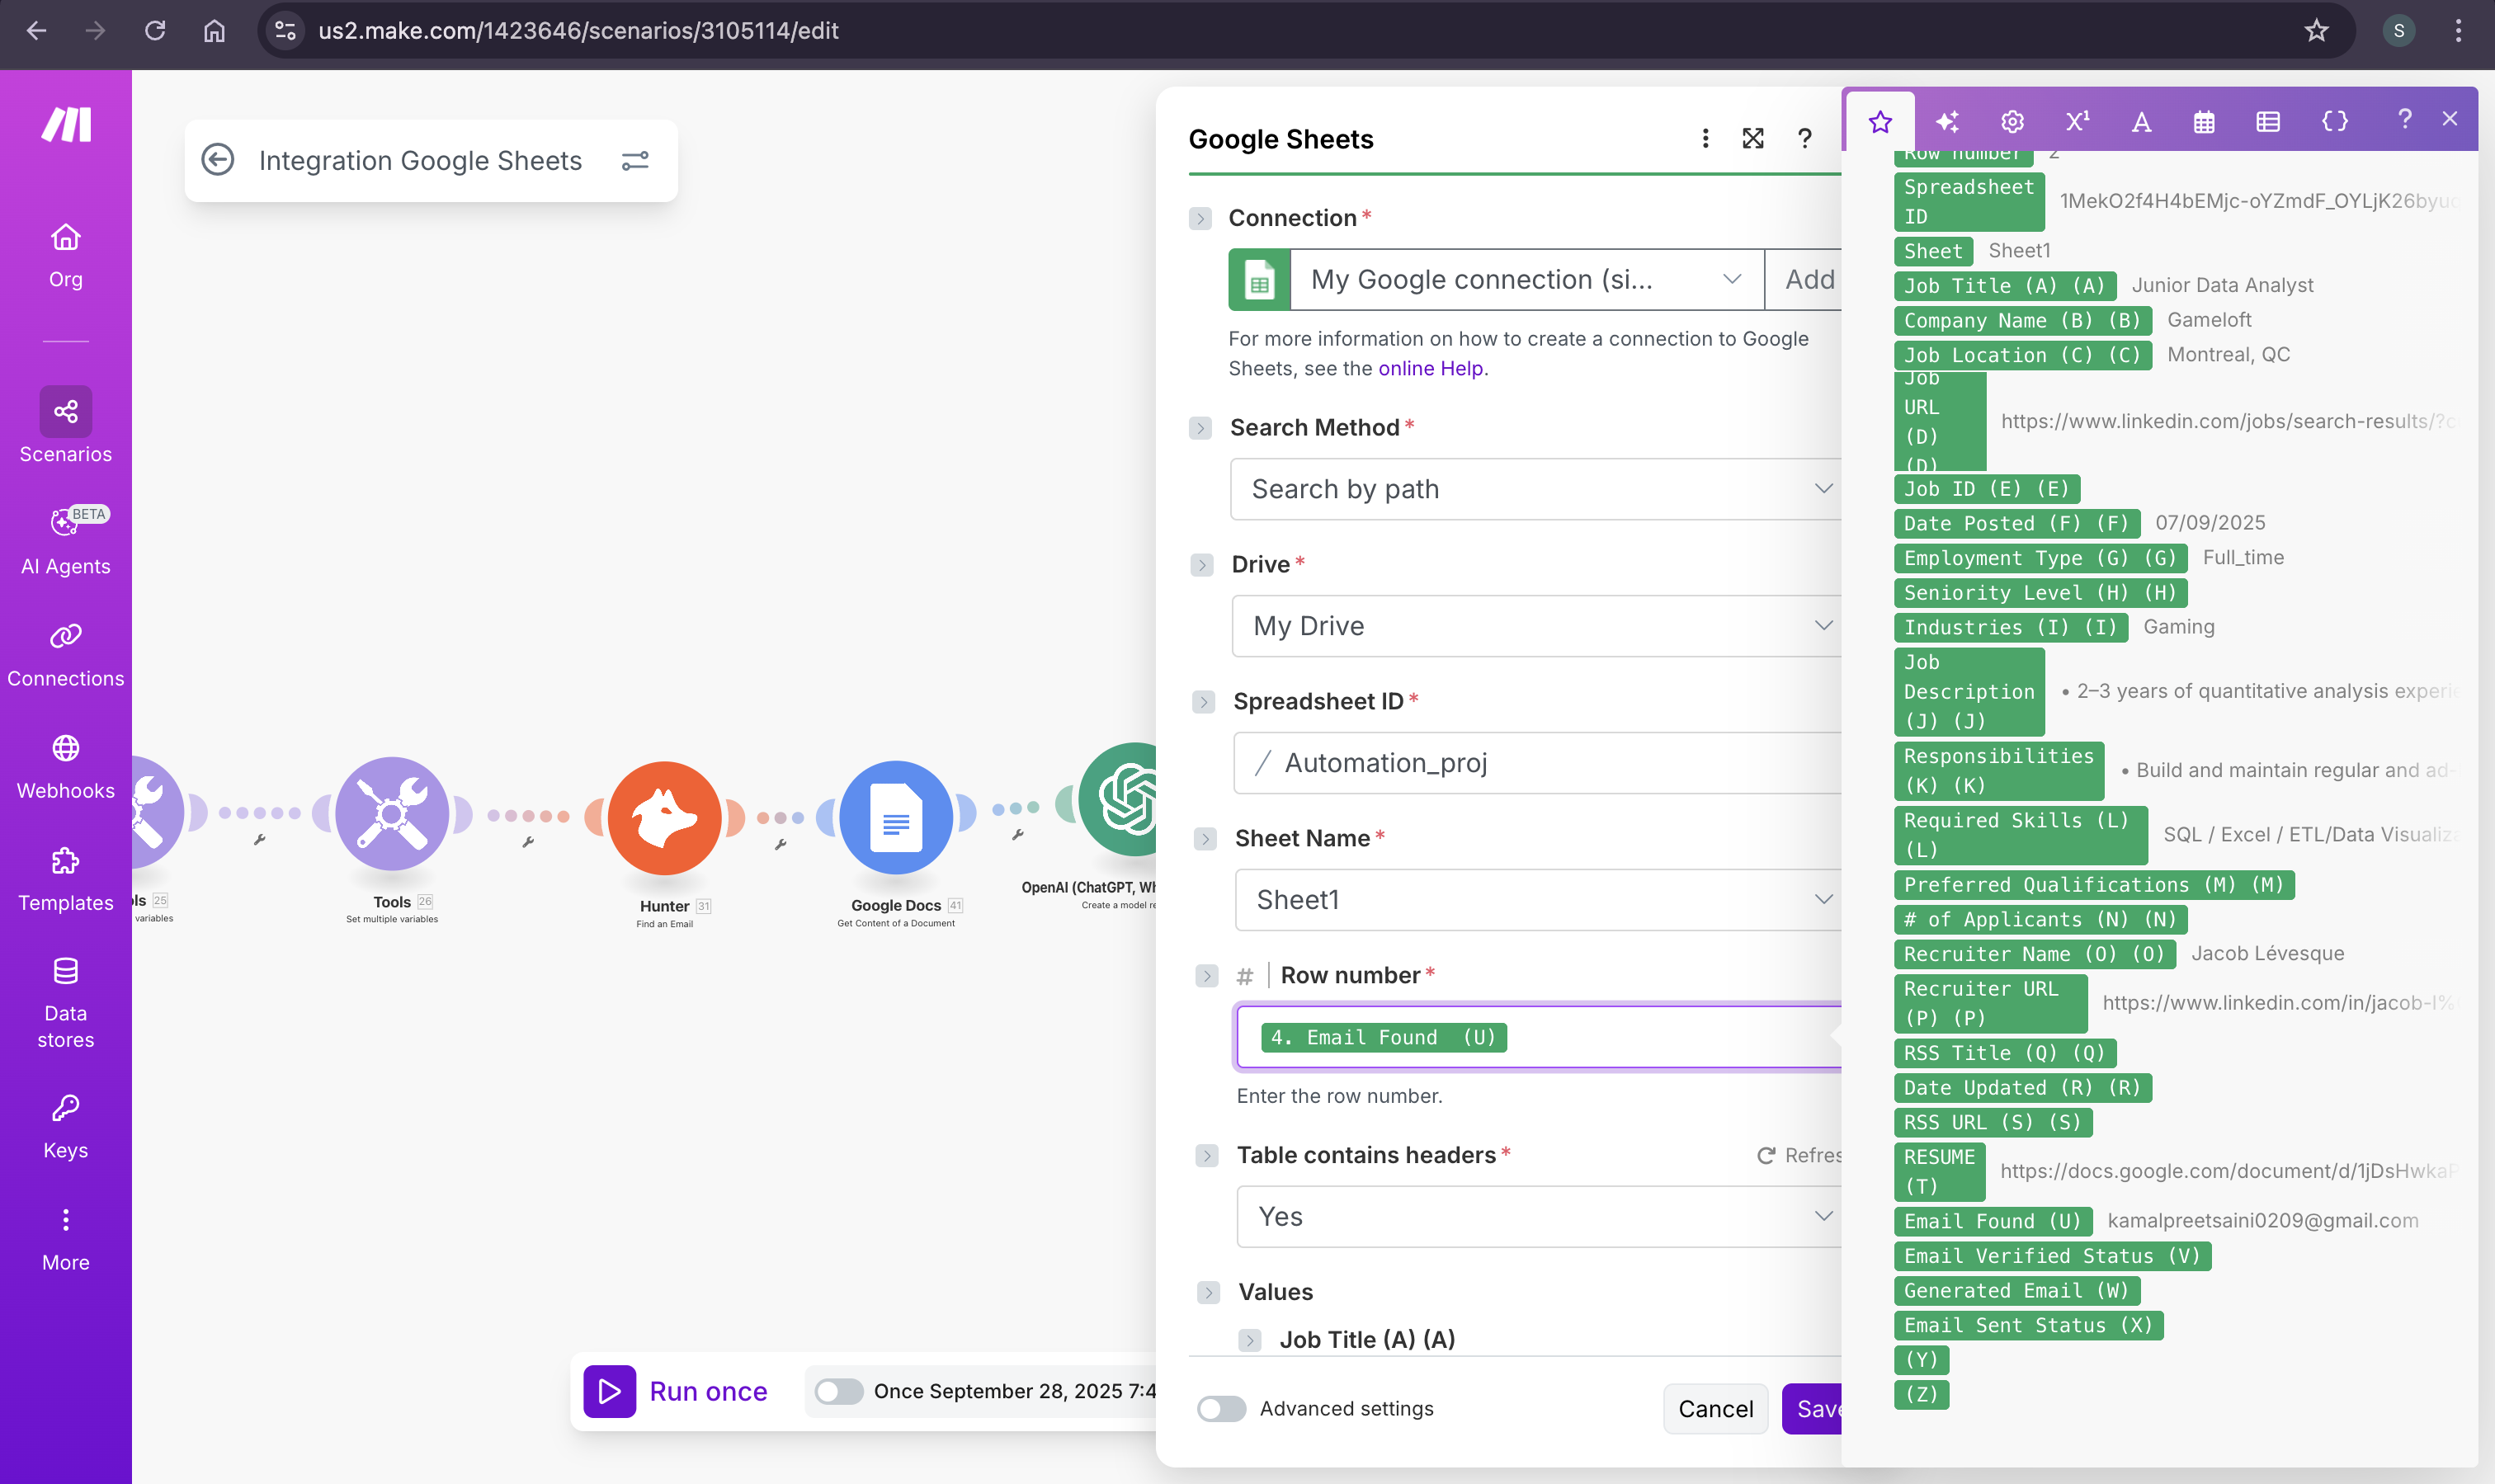 us2.make.com/1423646/scenarios/3105114/edit
S
Integration Google Sheets
Org
Scenarios
BETA
AI Agents
Connections
Webhooks
Templates
Data
stores
Keys
More
ls 25
variables
Tools 26
Set multiple variables
Hunter 31
Find an Email
Google Docs 41
Get Content of a Document
OpenAI (ChatGPT, Wh
Create a model re
Run once
Once September 28, 2025 7:4
Google Sheets
Connection*
My Google connection (si...
Add
For more information on how to create a connection to Google
Sheets, see the online Help.
Search Method*
Search by path
Drive*
My Drive
Spreadsheet ID*
/ Automation_proj
Sheet Name*
Sheet1
# | Row number*
4. Email Found (U)
Enter the row number.
Table contains headers*
Refres
Yes
Values
Job Title (A) (A)
Advanced settings
Cancel
Save
Row number 2
Spreadsheet
ID
1MekO2f4H4bEMjc-oYZmdF_OYLjK26byuc
Sheet Sheet1
Job Title (A) (A) Junior Data Analyst
Company Name (B) (B) Gameloft
Job Location (C) (C) Montreal, QC
Job
URL
(D)
(D)
https://www.linkedin.com/jobs/search-results/?c
Job ID (E) (E)
Date Posted (F) (F) 07/09/2025
Employment Type (G) (G) Full_time
Seniority Level (H) (H)
Industries (I) (I) Gaming
Job
Description
(J) (J)
• 2–3 years of quantitative analysis experie
Responsibilities
(K) (K)
• Build and maintain regular and ad-
Required Skills (L)
(L)
SQL / Excel / ETL/Data Visualiza
Preferred Qualifications (M) (M)
# of Applicants (N) (N)
Recruiter Name (O) (O) Jacob Lévesque
Recruiter URL
(P) (P)
https://www.linkedin.com/in/jacob-l%
RSS Title (Q) (Q)
Date Updated (R) (R)
RSS URL (S) (S)
RESUME
(T)
https://docs.google.com/document/d/1jDsHwkaP
Email Found (U) kamalpreetsaini0209@gmail.com
Email Verified Status (V)
Generated Email (W)
Email Sent Status (X)
(Y)
(Z)